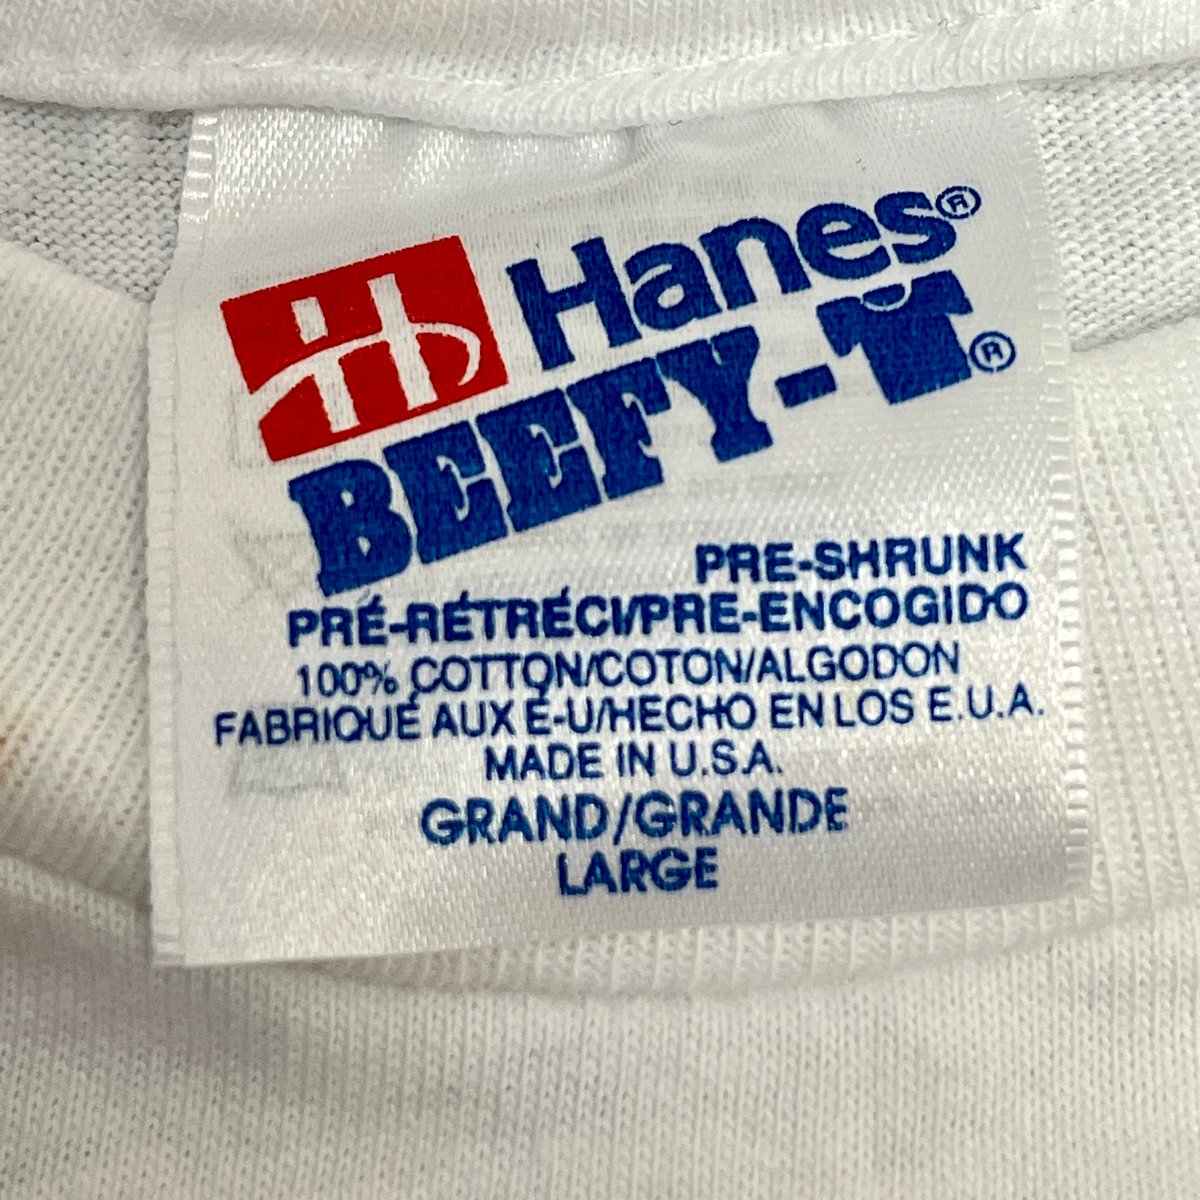 Hanes®
BEEFY-T®
PRE-SHRUNK
PRÉ-RÉTRÉCI/PRE-ENCOGIDO
100% COTTON/COTON/ALGODON
FABRIQUÉ AUX É-U/HECHO EN LOS E.U.A.
MADE IN U.S.A.
GRAND/GRANDE
LARGE